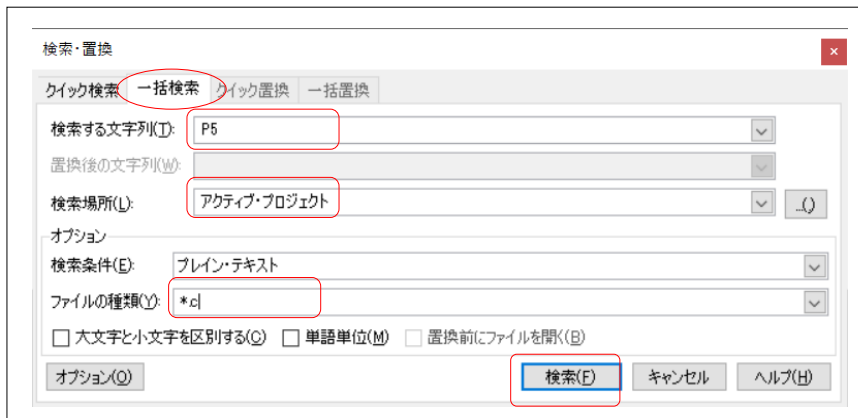 検索・置換
×
クイック検索 一括検索 クイック置換 一括置換
検索する文字列(T): P5
置換後の文字列(W):
検索場所(L): アクティブ・プロジェクト ...()
オプション
検索条件(E): プレイン・テキスト
ファイルの種類(Y): *.c
大文字と小文字を区別する(C) 単語単位(M) 置換前にファイルを開く(B)
オプション(O) 検索(F) キャンセル ヘルプ(H)